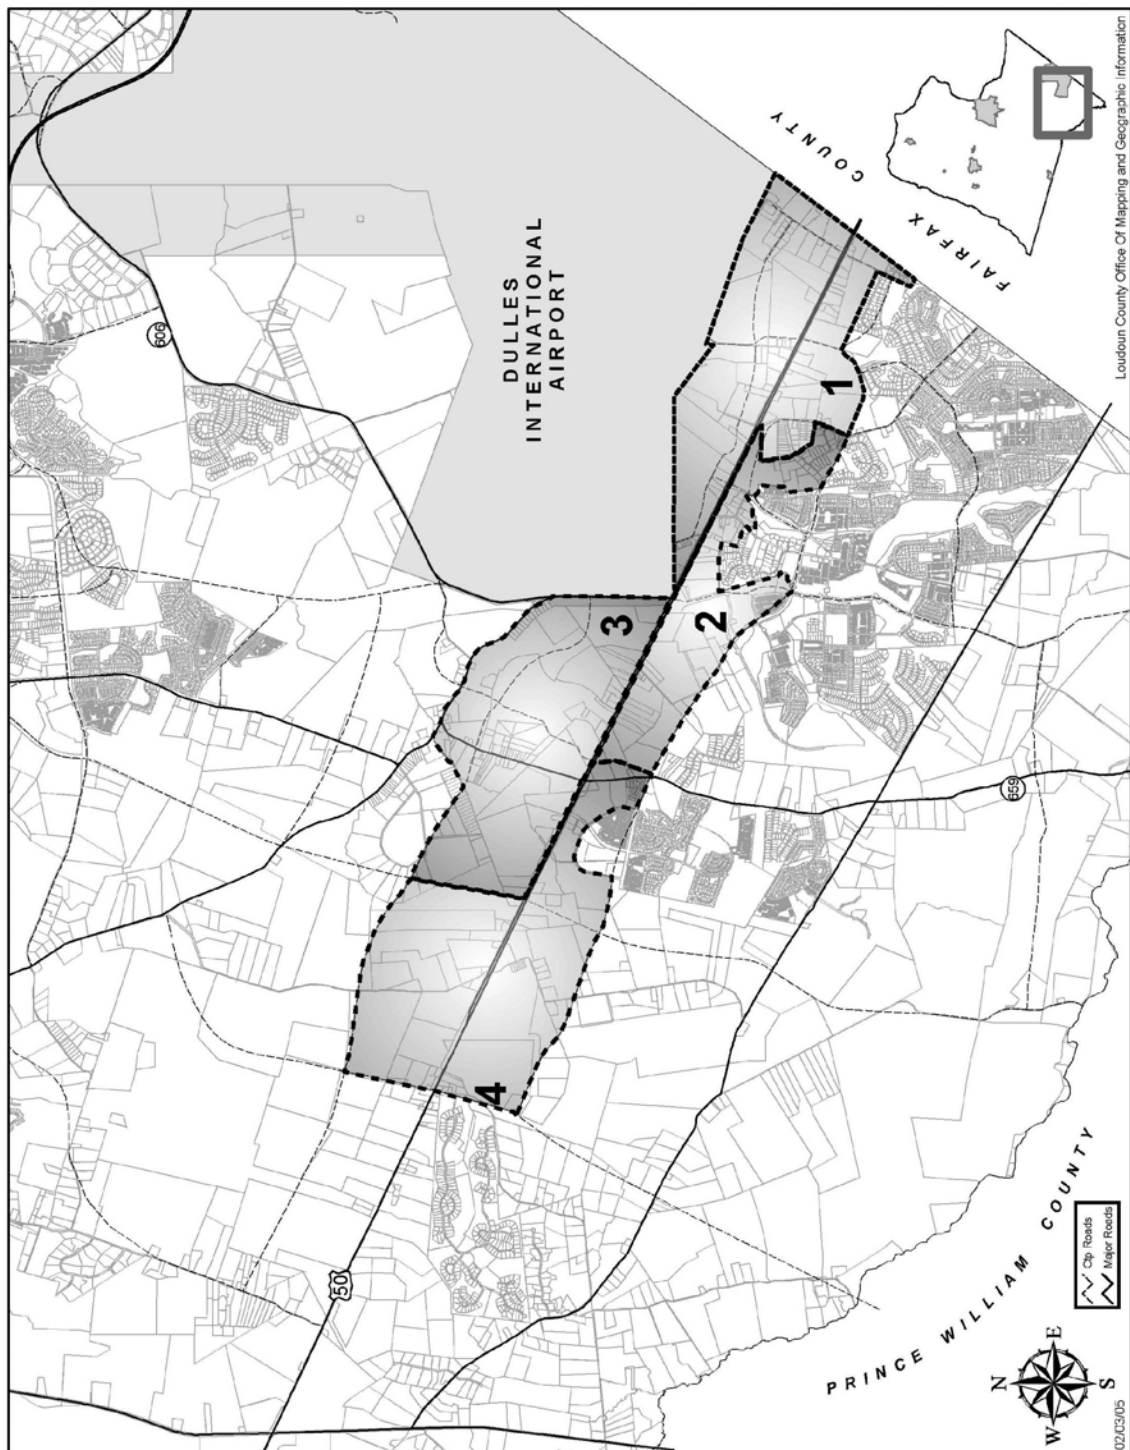 606
DULLES
INTERNATIONAL
AIRPORT
FAIRFAX COUNTY
1
2
3
4
50
659
PRINCE WILLIAM COUNTY
N
W E
S
Ctp Roads
Major Roads
02/03/05
Loudoun County Office Of Mapping and Geographic Information